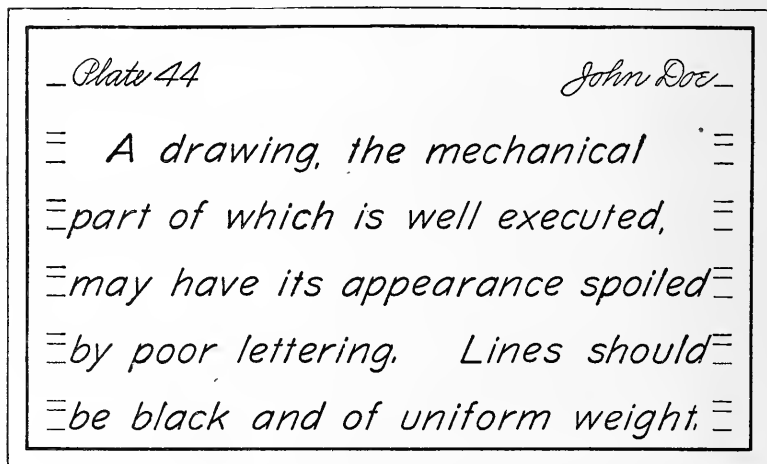 Plate 44 John Doe
A drawing, the mechanical
part of which is well executed,
may have its appearance spoiled
by poor lettering. Lines should
be black and of uniform weight.